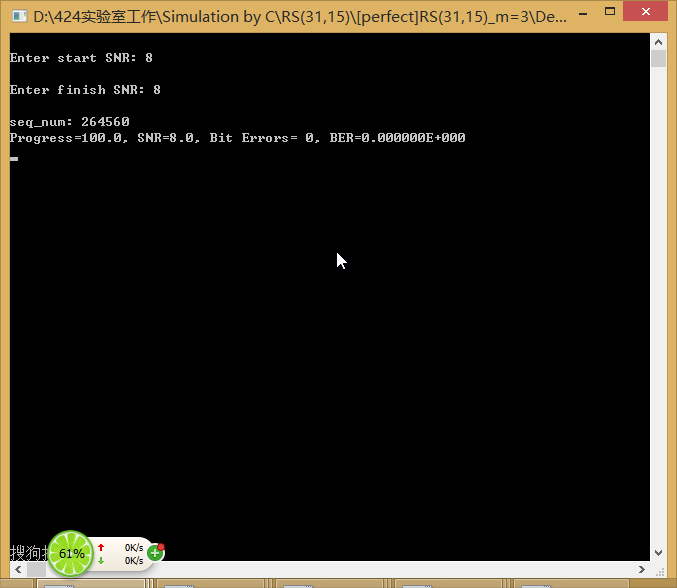 D:\424实验室工作\Simulation by C\RS(31,15)\[perfect]RS(31,15)_m=3\De...
Enter start SNR: 8
Enter finish SNR: 8
seq_num: 264560
Progress=100.0, SNR=8.0, Bit Errors= 0, BER=0.000000E+000
搜狗
61%
0K/s
0K/s